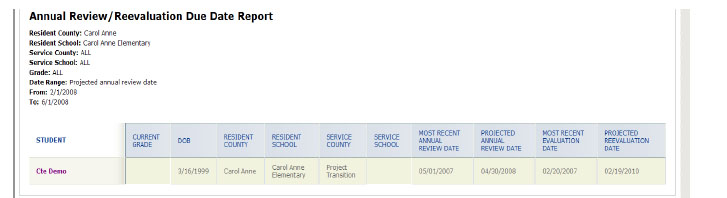 Annual Review/Reevaluation Due Date Report
Resident County: Carol Anne
Resident School: Carol Anne Elementary
Service County: ALL
Service School: ALL
Grade: ALL
Date Range: Projected annual review date
From: 2/1/2008
To: 6/1/2008
STUDENT CURRENT GRADE DOB RESIDENT COUNTY RESIDENT SCHOOL SERVICE COUNTY SERVICE SCHOOL MOST RECENT ANNUAL REVIEW DATE PROJECTED ANNUAL REVIEW DATE MOST RECENT EVALUATION DATE PROJECTED REEVALUATION DATE
Cte Demo 3/16/1999 Carol Anne Carol Anne Elementary Project Transition 05/01/2007 04/30/2008 02/20/2007 02/19/2010